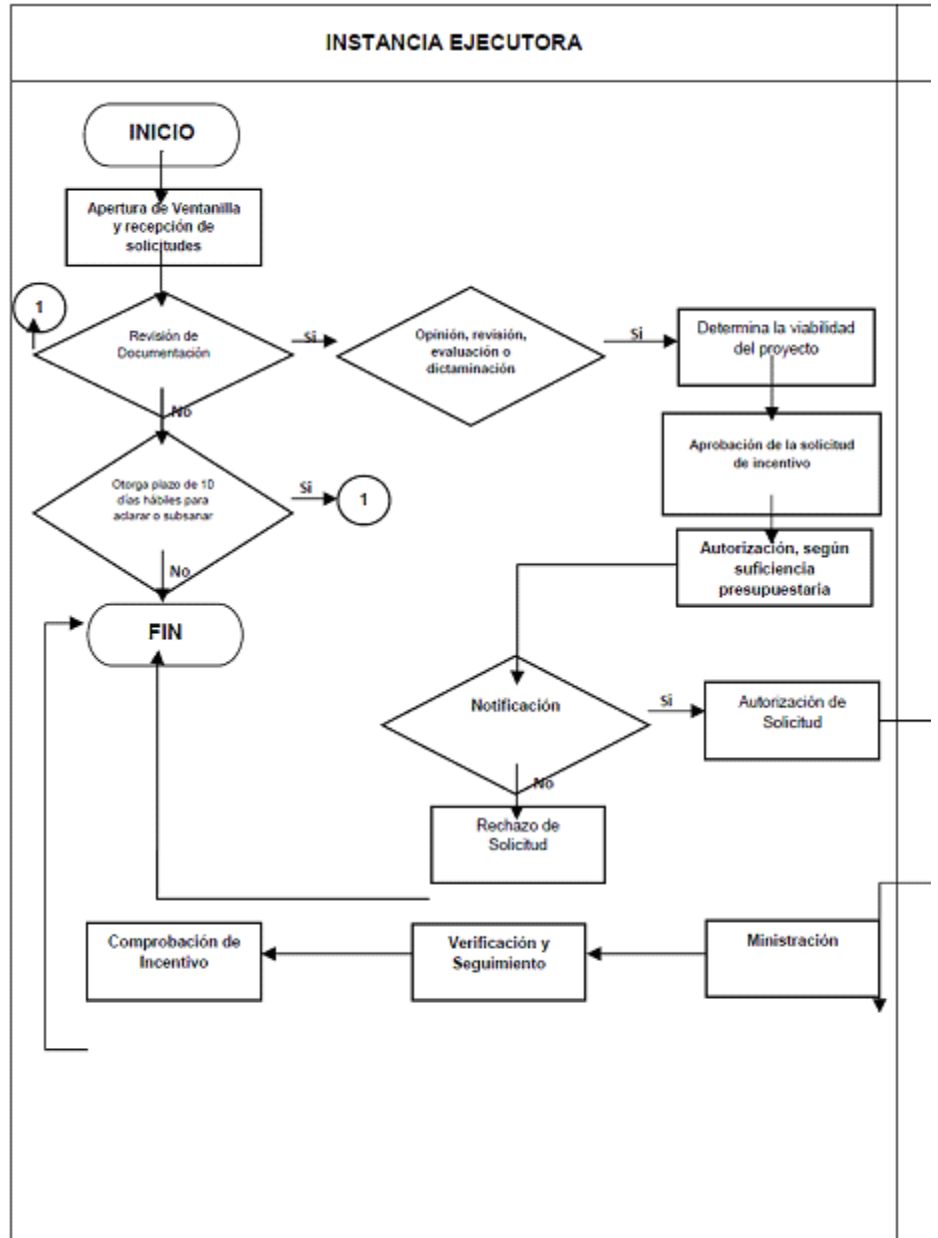 INSTANCIA EJECUTORA
INICIO
Apertura de Ventanilla
y recepción de
solicitudes
1
Revisión de
Documentación
Si
Opinión, revisión,
evaluación o
dictaminación
Si
Determina la viabilidad
del proyecto
No
Aprobación de la solicitud
de incentivo
Otorga plazo de 10
días hábiles para
aclarar o subsanar
Si
1
Autorización, según
suficiencia
presupuestaria
No
FIN
Notificación
Si
Autorización de
Solicitud
No
Rechazo de
Solicitud
Comprobación de
Incentivo
Verificación y
Seguimiento
Ministración